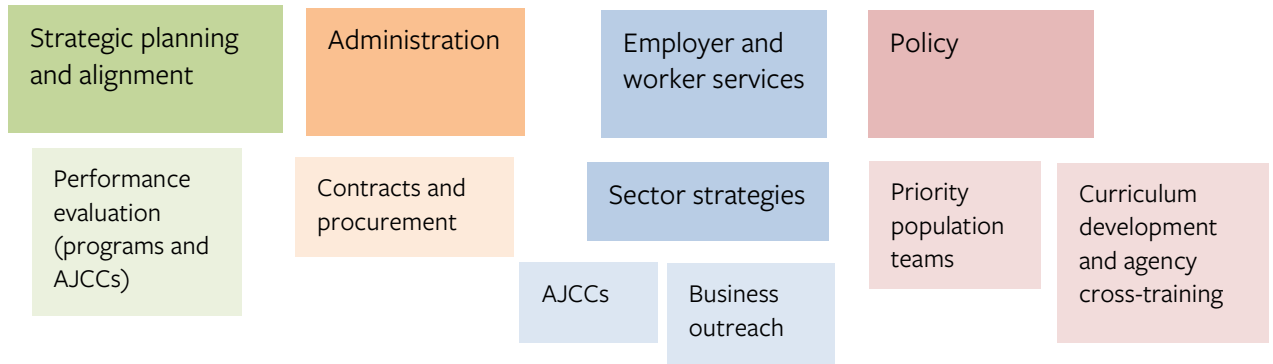 Strategic planning
and alignment
Administration
Employer and
worker services
Policy
Performance
evaluation
(programs and
AJCCs)
Contracts and
procurement
Sector strategies
AJCCs
Business
outreach
Priority
population
teams
Curriculum
development
and agency
cross-training